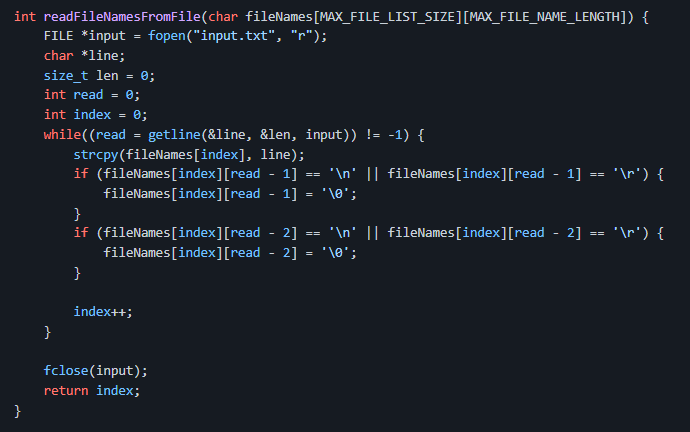 int readFileNamesFromFile(char fileNames[MAX_FILE_LIST_SIZE][MAX_FILE_NAME_LENGTH]) {
    FILE *input = fopen("input.txt", "r");
    char *line;
    size_t len = 0;
    int read = 0;
    int index = 0;
    while((read = getline(&line, &len, input)) != -1) {
        strcpy(fileNames[index], line);
        if (fileNames[index][read - 1] == '\n' || fileNames[index][read - 1] == '\r') {
            fileNames[index][read - 1] = '\0';
        }
        if (fileNames[index][read - 2] == '\n' || fileNames[index][read - 2] == '\r') {
            fileNames[index][read - 2] = '\0';
        }

        index++;
    }

    fclose(input);
    return index;
}